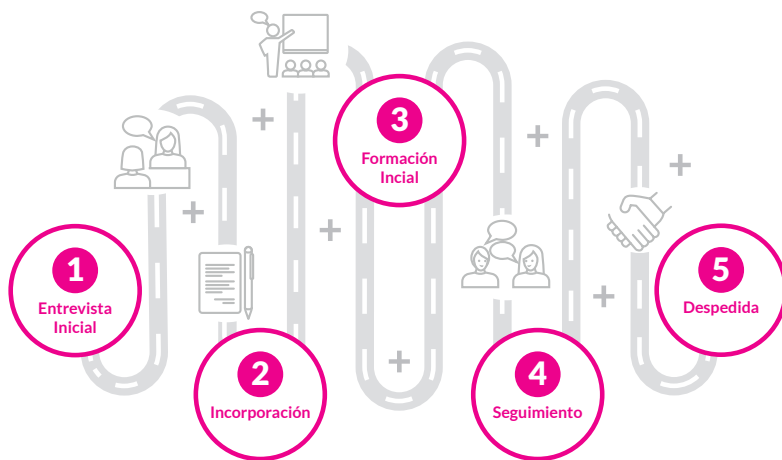 1
Entrevista
Inicial
2
Incorporación
3
Formación
Incial
4
Seguimiento
5
Despedida